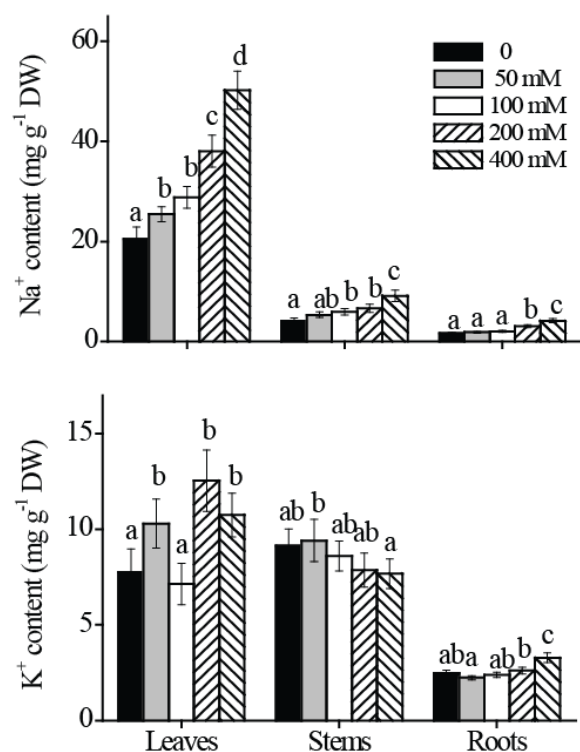 Na⁺ content (mg g⁻¹ DW)
60
40
20
0
0
50 mM
100 mM
200 mM
400 mM
a b b c d
a ab b b c
a a a b c
K⁺ content (mg g⁻¹ DW)
15
10
5
0
a b a b b
ab b ab ab a
ab a ab b c
Leaves Stems Roots